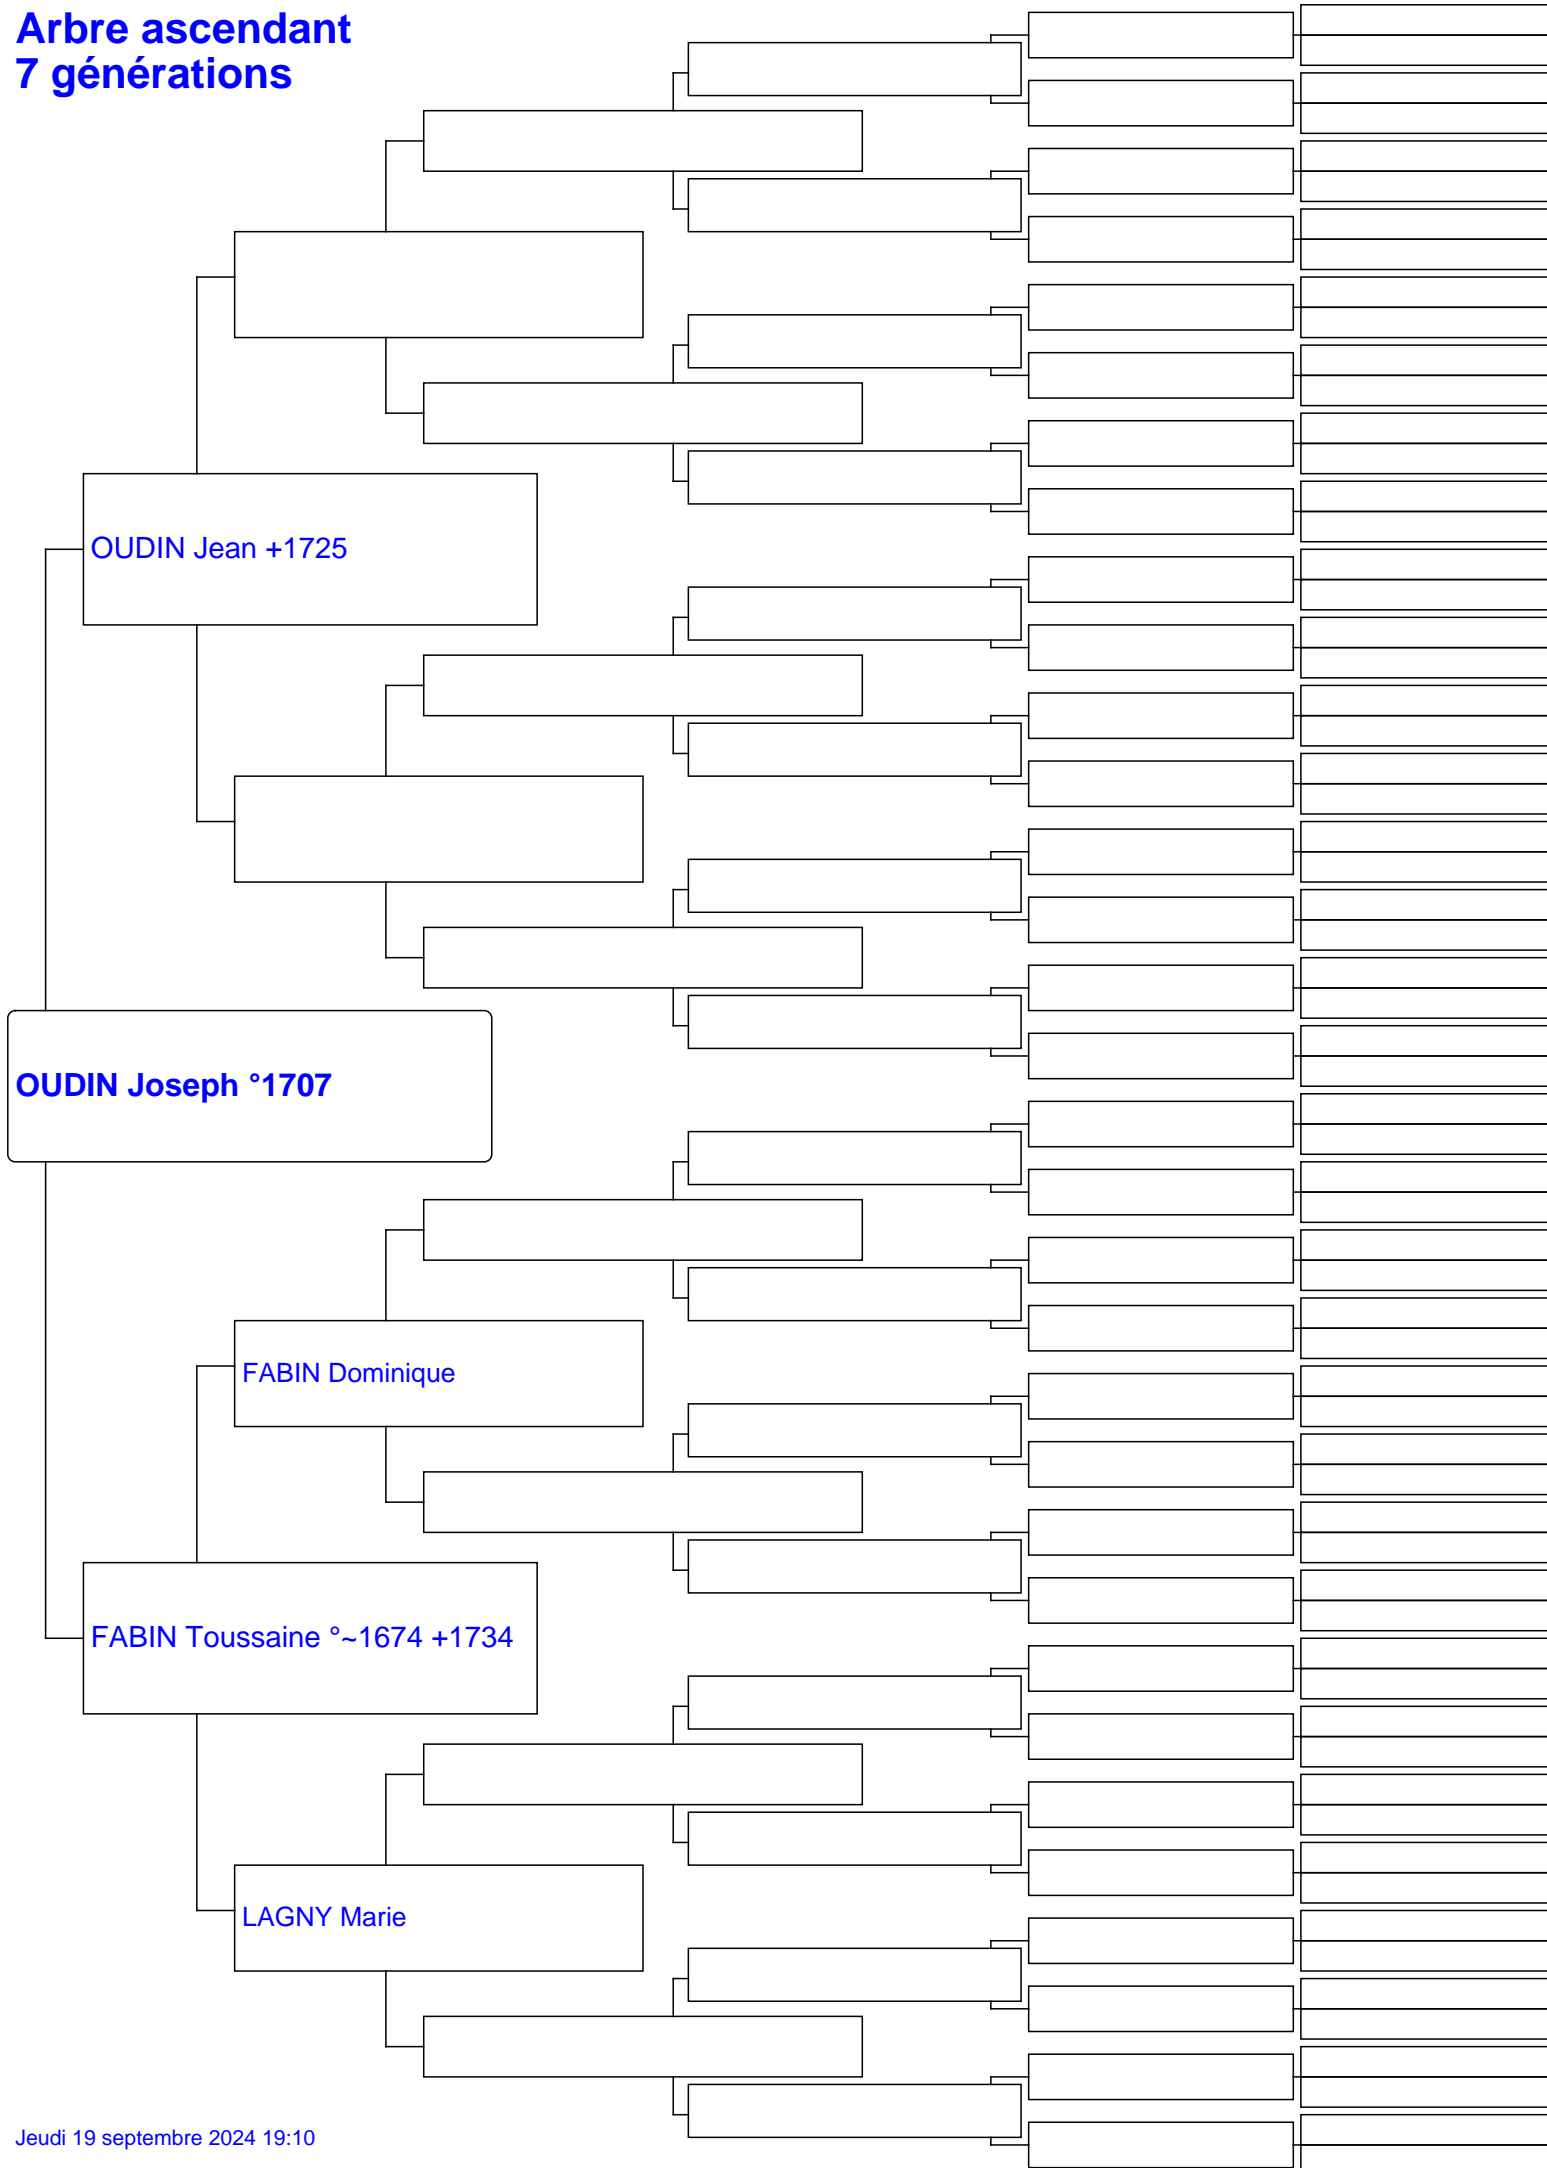 Arbre ascendant
7 générations
OUDIN Jean +1725
OUDIN Joseph °1707
FABIN Dominique
FABIN Toussaine °~1674 +1734
LAGNY Marie
Jeudi 19 septembre 2024 19:10